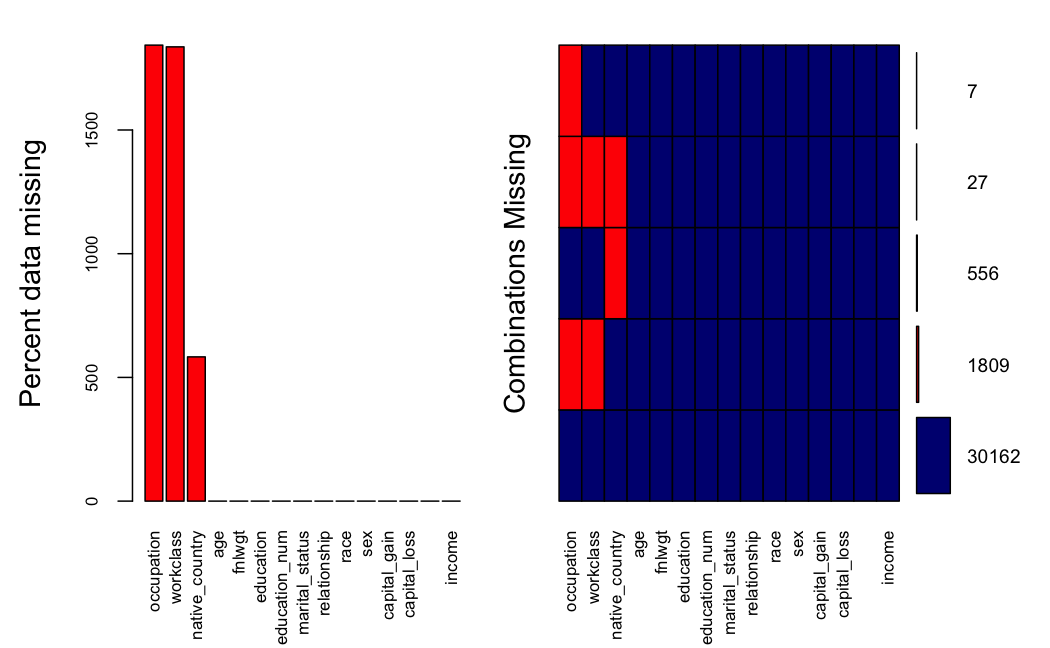 Percent data missing
1500
1000
500
0
occupation
workclass
native_country
age
fnlwgt
education
education_num
marital_status
relationship
race
sex
capital_gain
capital_loss
income
Combinations Missing
7
27
556
1809
30162
occupation
workclass
native_country
age
fnlwgt
education
education_num
marital_status
relationship
race
sex
capital_gain
capital_loss
income